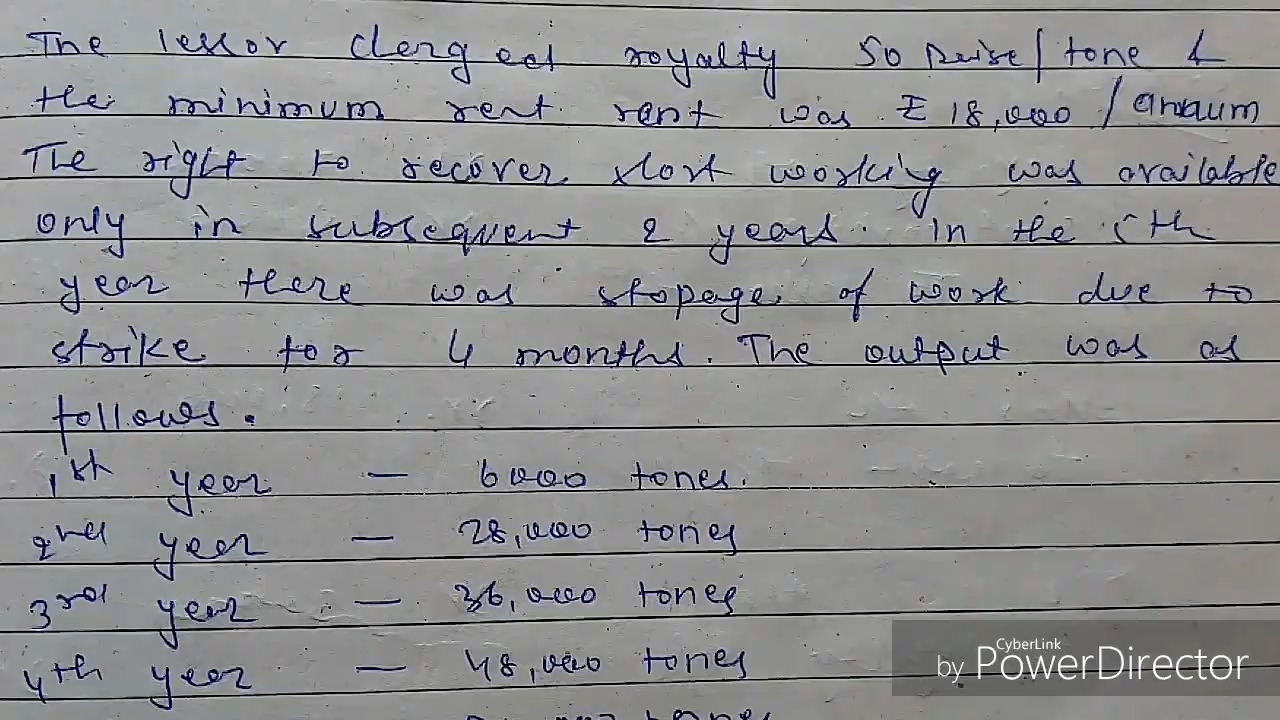 The lessor cherged royalty 50 Paise/tone &
the minimum rent rent was ₹ 18,000 /annum
The right to recover short working was available
only in subsequent 2 years. In the 5th
year there was stopage of work due to
strike for 4 months. The output was as
follows.
1st year — 6000 tones.
2nd year — 28,000 tones
3rd year — 36,000 tones
4th year — 48,000 tones
tones
CyberLink
by PowerDirector